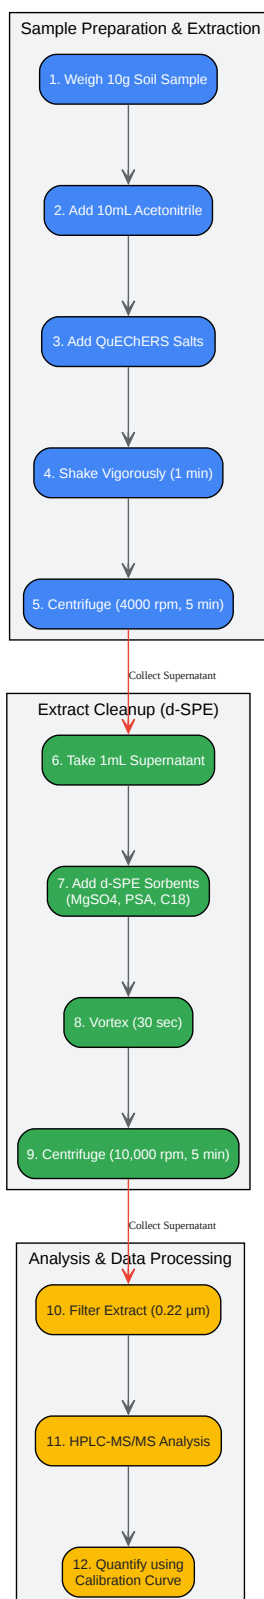 Sample Preparation & Extraction
1. Weigh 10g Soil Sample
2. Add 10mL Acetonitrile
3. Add QuEChERS Salts
4. Shake Vigorously (1 min)
5. Centrifuge (4000 rpm, 5 min)
Collect Supernatant
Extract Cleanup (d-SPE)
6. Take 1mL Supernatant
7. Add d-SPE Sorbents
(MgSO4, PSA, C18)
8. Vortex (30 sec)
9. Centrifuge (10,000 rpm, 5 min)
Collect Supernatant
Analysis & Data Processing
10. Filter Extract (0.22 µm)
11. HPLC-MS/MS Analysis
12. Quantify using
Calibration Curve